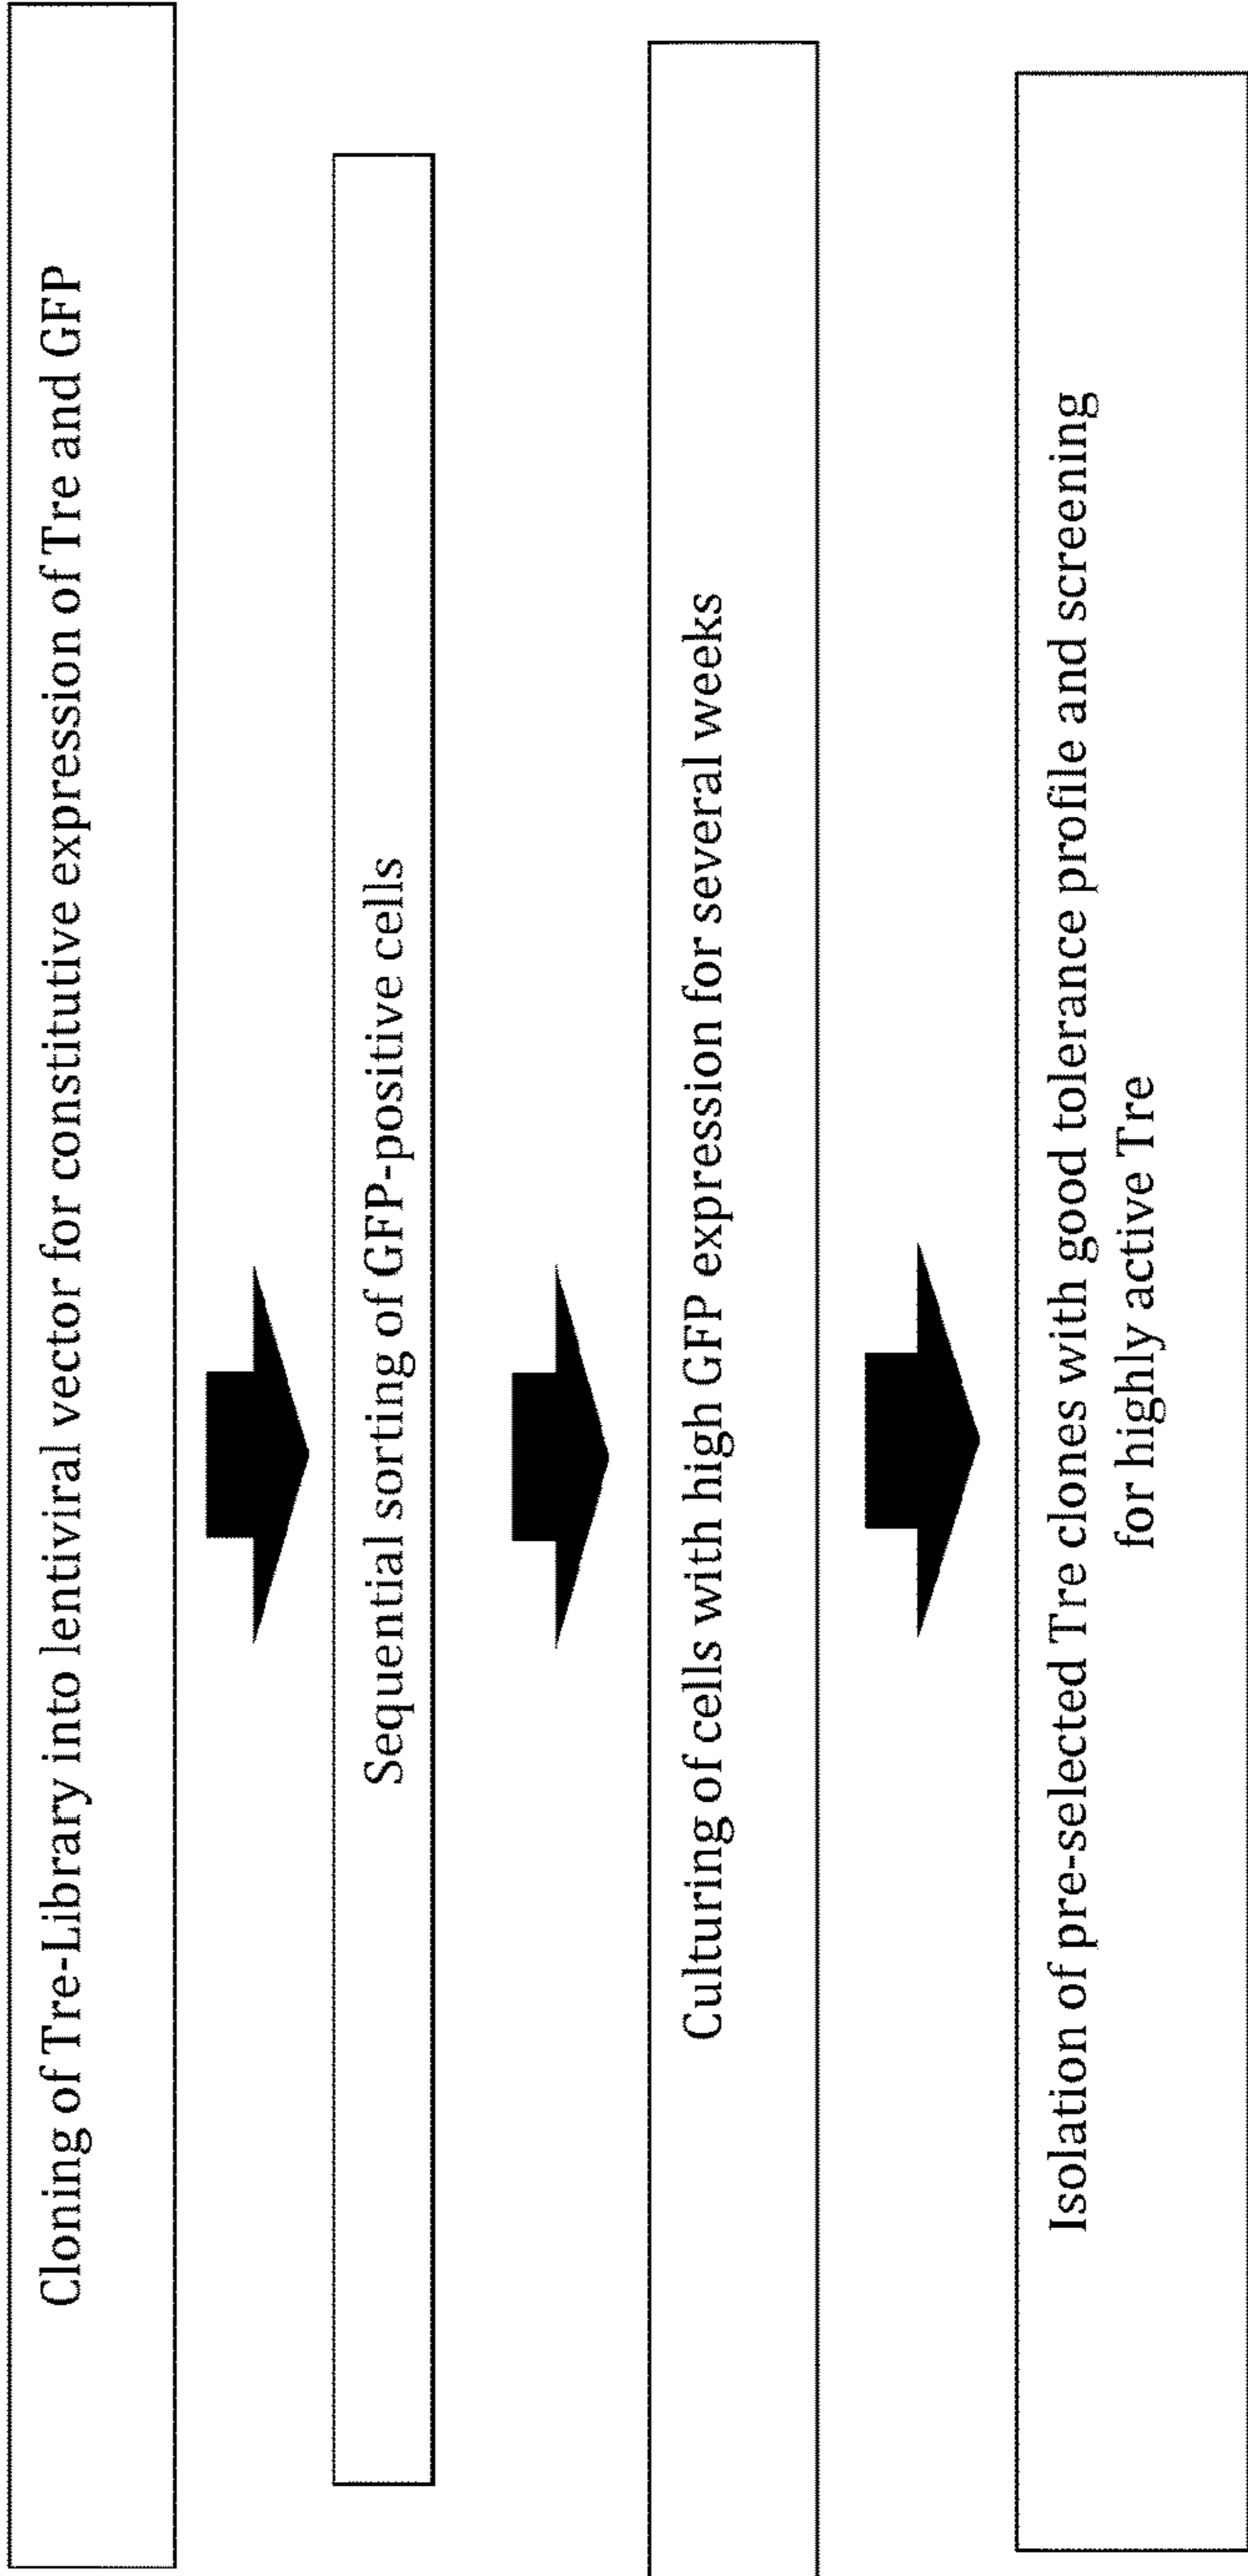 Cloning of Tre-Library into lentiviral vector for constitutive expression of Tre and GFP
Sequential sorting of GFP-positive cells
Culturing of cells with high GFP expression for several weeks
Isolation of pre-selected Tre clones with good tolerance profile and screening
for highly active Tre